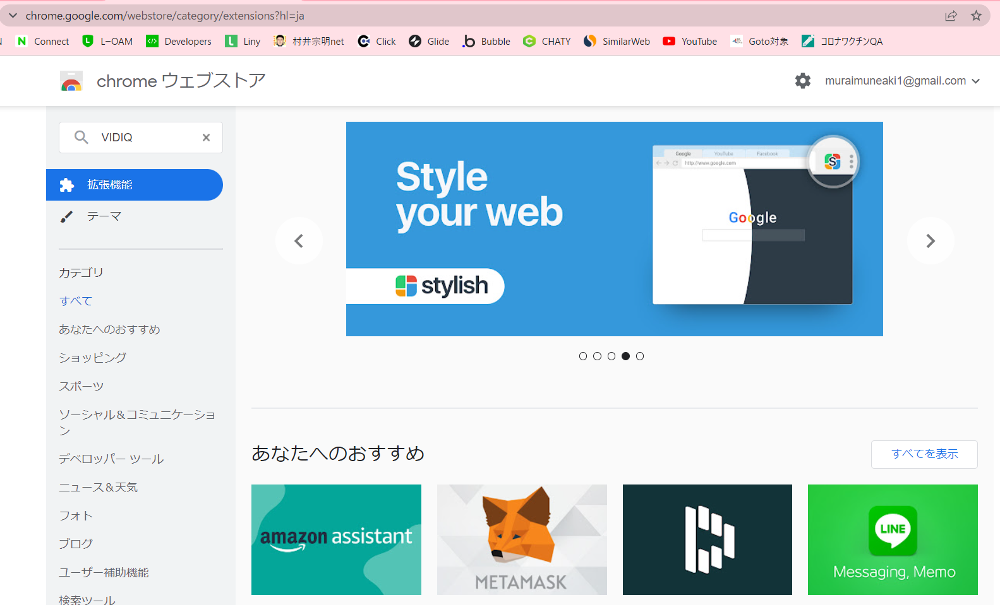 chrome.google.com/webstore/category/extensions?hl=ja
Connect L-OAM Developers Liny 村井宗明net Click Glide Bubble CHATY SimilarWeb YouTube Goto対象 コロナワクチンQA
chrome ウェブストア
muraimuneaki1@gmail.com
VIDIQ
拡張機能
テーマ
カテゴリ
すべて
あなたへのおすすめ
ショッピング
スポーツ
ソーシャル＆コミュニケーショ
ン
デベロッパー ツール
ニュース＆天気
フォト
ブログ
ユーザー補助機能
検索ツール
Style
your web
stylish
Google YouTube Facebook
http://www.google.com
S
Google
あなたへのおすすめ
すべてを表示
amazon assistant
METAMASK
LINE
Messaging, Memo